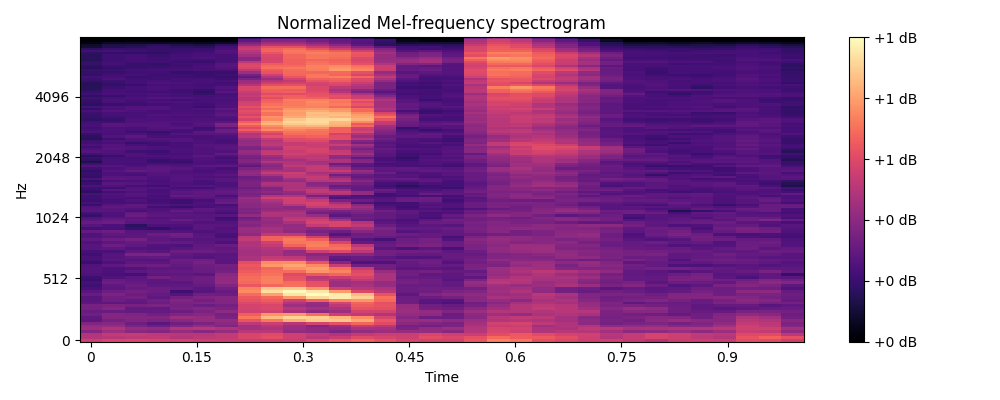 Normalized Mel-frequency spectrogram
Hz
4096
2048
1024
512
0
0 0.15 0.3 0.45 0.6 0.75 0.9
Time
+1 dB
+1 dB
+1 dB
+0 dB
+0 dB
+0 dB